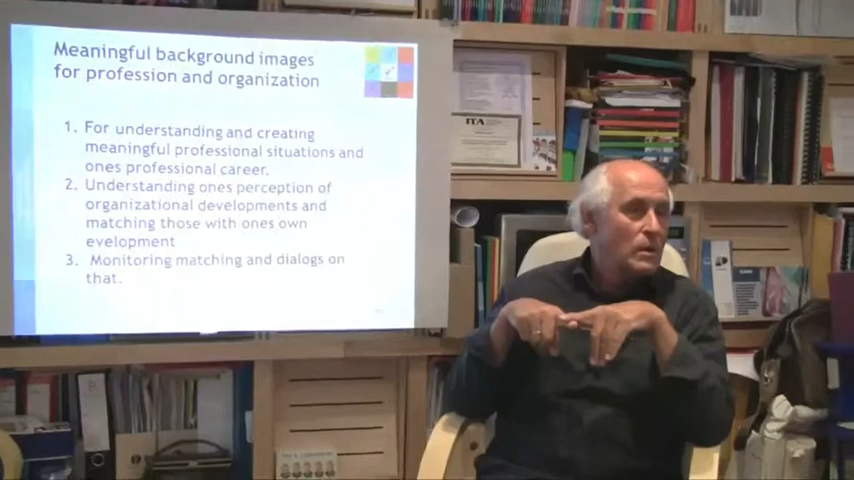 Meaningful background images
for profession and organization
1. For understanding and creating
meaningful professional situations and
ones professional career.
2. Understanding ones perception of
organizational developments and
matching those with ones own
evelopment
3. Monitoring matching and dialogs on
that.
ITA